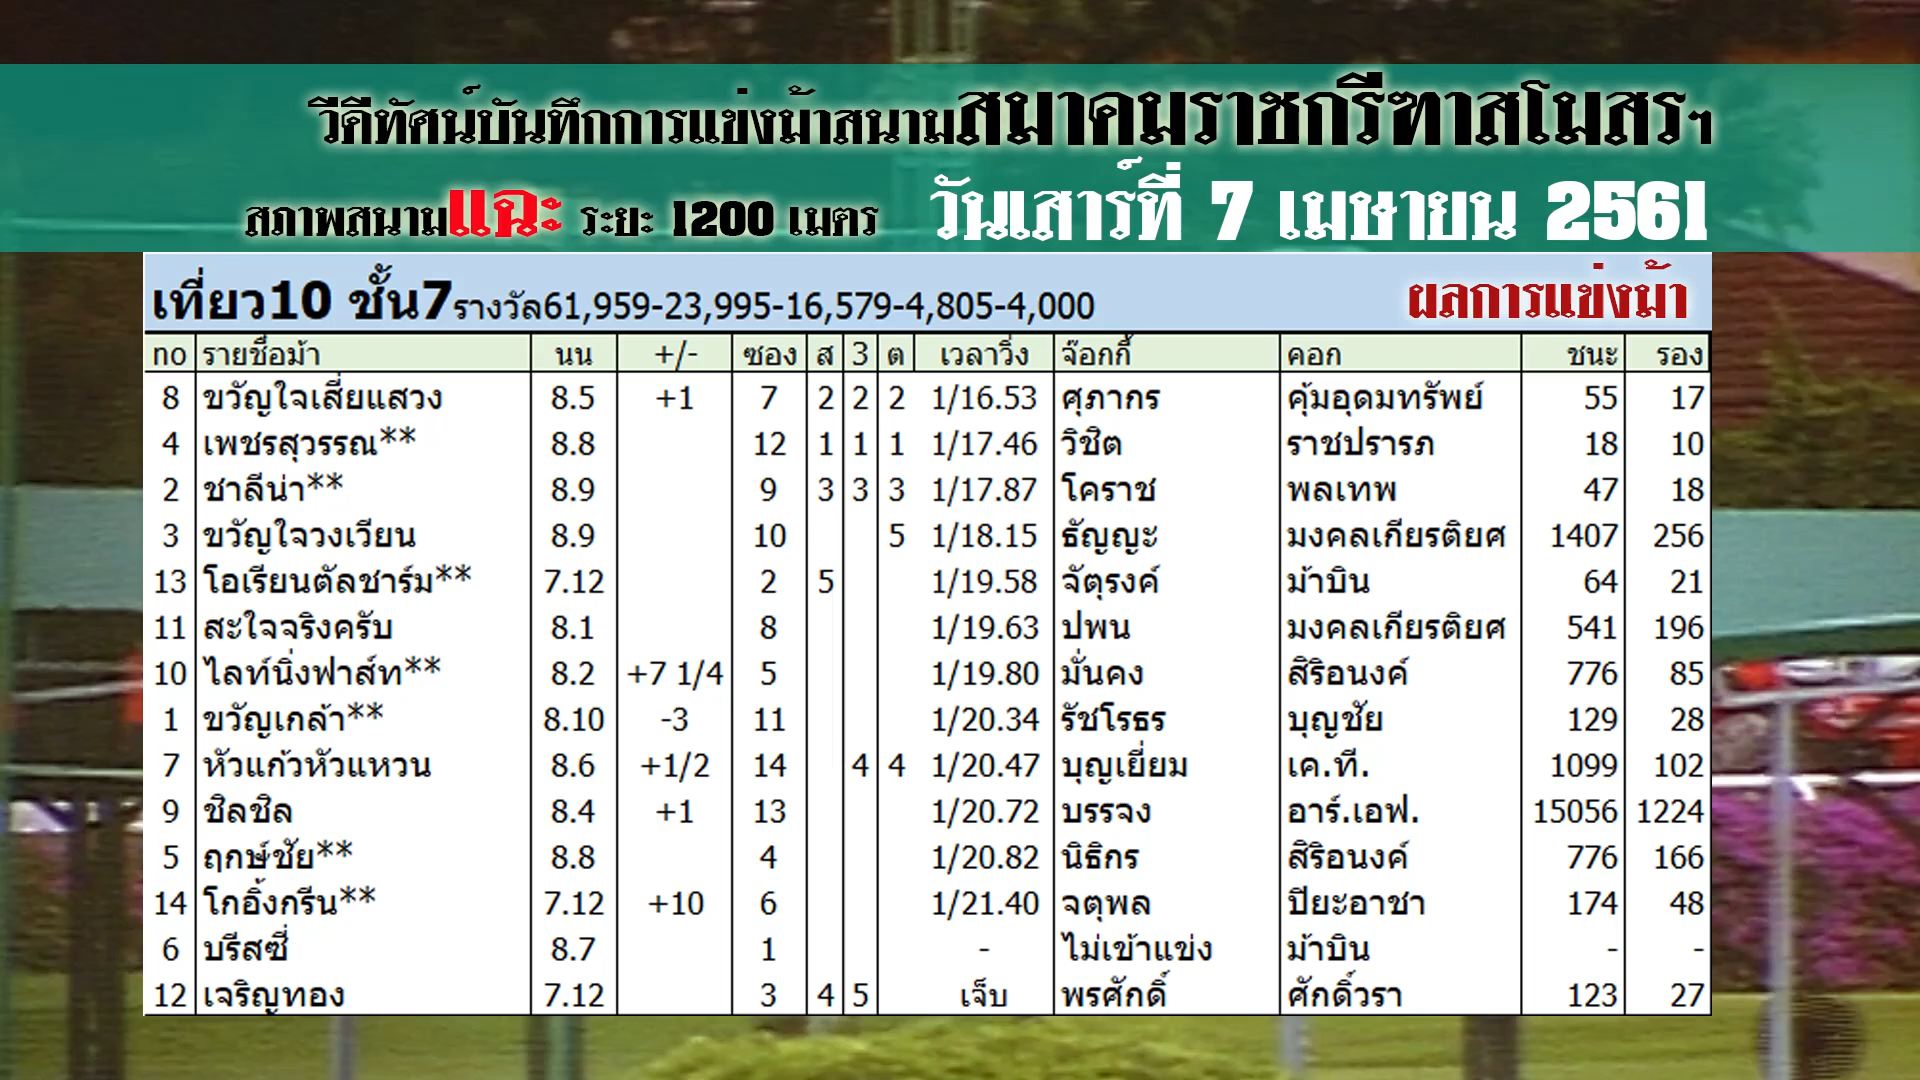 วีดีทัศน์บันทึกการแข่งม้าสนามสมาคมราชกรีฑาสโมสรฯ
สภาพสนามแฉะ ระยะ 1200 เมตร วันเสาร์ที่ 7 เมษายน 2561
เที่ยว10 ชั้น7รางวัล61,959-23,995-16,579-4,805-4,000 ผลการแข่งม้า
no รายชื่อม้า นน +/- ซอง ส 3 ต เวลาวิ่ง จ๊อกกี้ คอก ชนะ รอง
8 ขวัญใจเสี่ยแสวง 8.5 +1 7 2 2 2 1/16.53 ศุภากร คุ้มอุดมทรัพย์ 55 17
4 เพชรสุวรรณ** 8.8 12 1 1 1 1/17.46 วิชิต ราชปรารภ 18 10
2 ชาลีน่า** 8.9 9 3 3 3 1/17.87 โคราช พลเทพ 47 18
3 ขวัญใจวงเวียน 8.9 10 5 1/18.15 ธัญญะ มงคลเกียรติยศ 1407 256
13 โอเรียนตัลชาร์ม** 7.12 2 5 1/19.58 จัตุรงค์ ม้าบิน 64 21
11 สะใจจริงครับ 8.1 8 1/19.63 ปพน มงคลเกียรติยศ 541 196
10 ไลท์นิ่งฟาส์ท** 8.2 +7 1/4 5 1/19.80 มั่นคง สิริอนงค์ 776 85
1 ขวัญเกล้า** 8.10 -3 11 1/20.34 รัชโรธร บุญชัย 129 28
7 หัวแก้วหัวแหวน 8.6 +1/2 14 4 4 1/20.47 บุญเยี่ยม เค.ที. 1099 102
9 ชิลชิล 8.4 +1 13 1/20.72 บรรจง อาร์.เอฟ. 15056 1224
5 ฤกษ์ชัย** 8.8 4 1/20.82 นิธิกร สิริอนงค์ 776 166
14 โกอิ้งกรีน** 7.12 +10 6 1/21.40 จตุพล ปิยะอาชา 174 48
6 บรีสซี่ 8.7 1 - ไม่เข้าแข่ง ม้าบิน - -
12 เจริญทอง 7.12 3 4 5 เจ็บ พรศักดิ์ ศักดิ์วรา 123 27